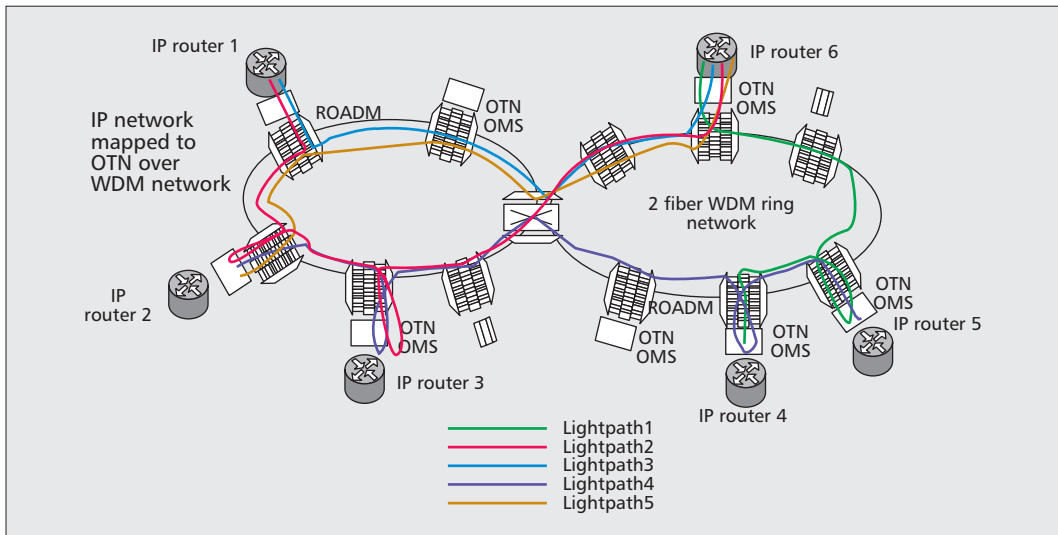 IP router 1
IP router 6
ROADM
OTN
OMS
OTN
OMS
IP network
mapped to
OTN over
WDM network
2 fiber WDM ring
network
IP
router 2
ROADM
OTN
OMS
OTN
OMS
OTN
OMS
OTN
OMS
IP router 5
IP router 3
IP router 4
Lightpath1
Lightpath2
Lightpath3
Lightpath4
Lightpath5